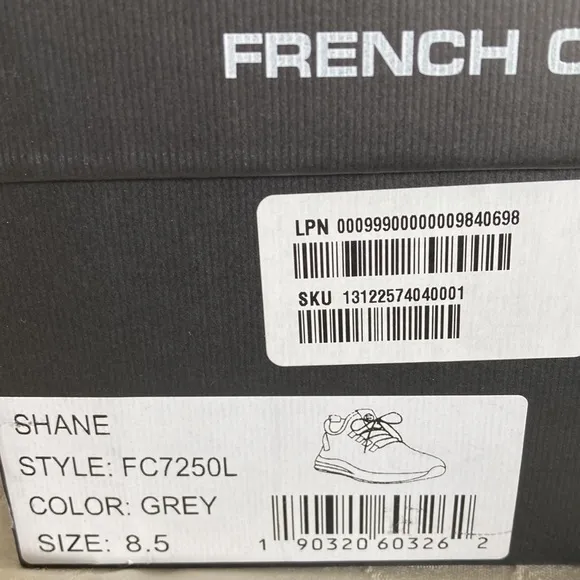 FRENCH C
LPN 00099900000009840698
SKU 13122574040001
SHANE
STYLE: FC7250L
COLOR: GREY
SIZE: 8.5
1 90320 60326 2